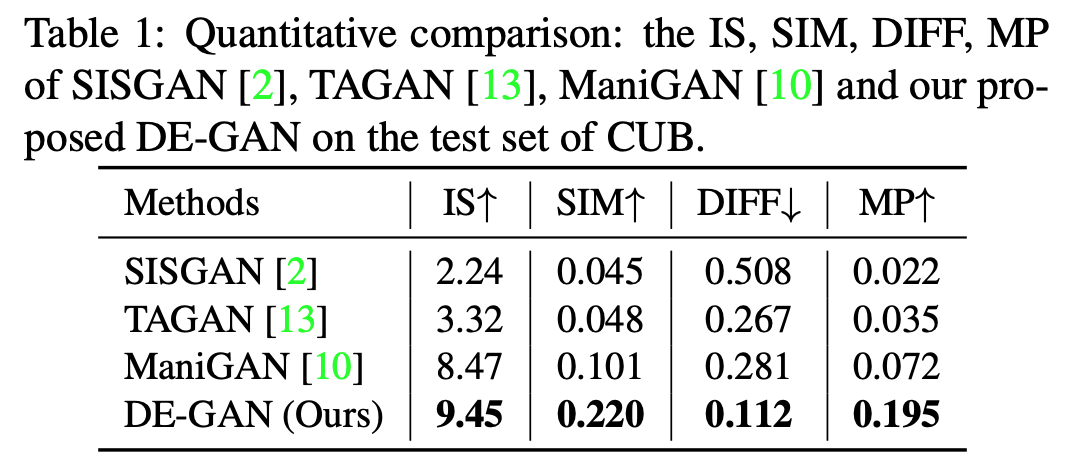 Table 1: Quantitative comparison: the IS, SIM, DIFF, MP
of SISGAN [2], TAGAN [13], ManiGAN [10] and our pro-
posed DE-GAN on the test set of CUB.
Methods IS↑ SIM↑ DIFF↓ MP↑
SISGAN [2] 2.24 0.045 0.508 0.022
TAGAN [13] 3.32 0.048 0.267 0.035
ManiGAN [10] 8.47 0.101 0.281 0.072
DE-GAN (Ours) 9.45 0.220 0.112 0.195